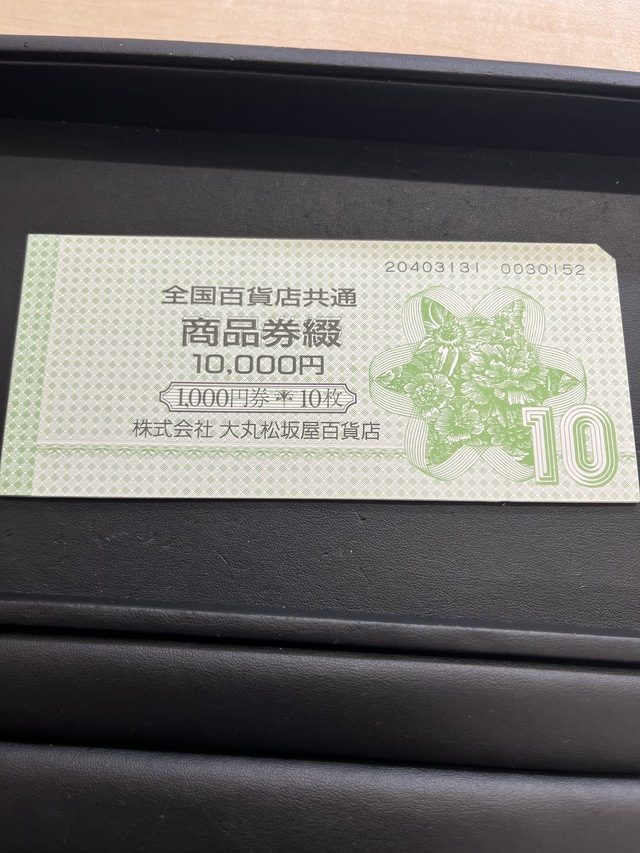 20403131 0030152
全国百貨店共通
商品券綴
10,000円
1,000円券 10枚
株式会社 大丸松坂屋百貨店
10